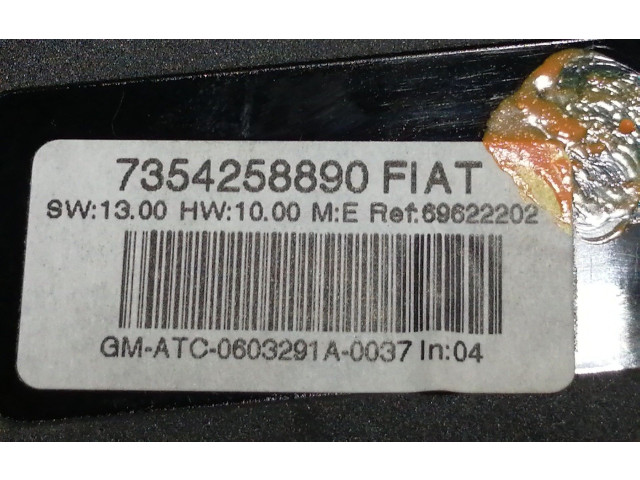 7354258890 FIAT
SW:13.00 HW:10.00 M:E Ref:69622202
GM-ATC-0603291A-0037 In:04